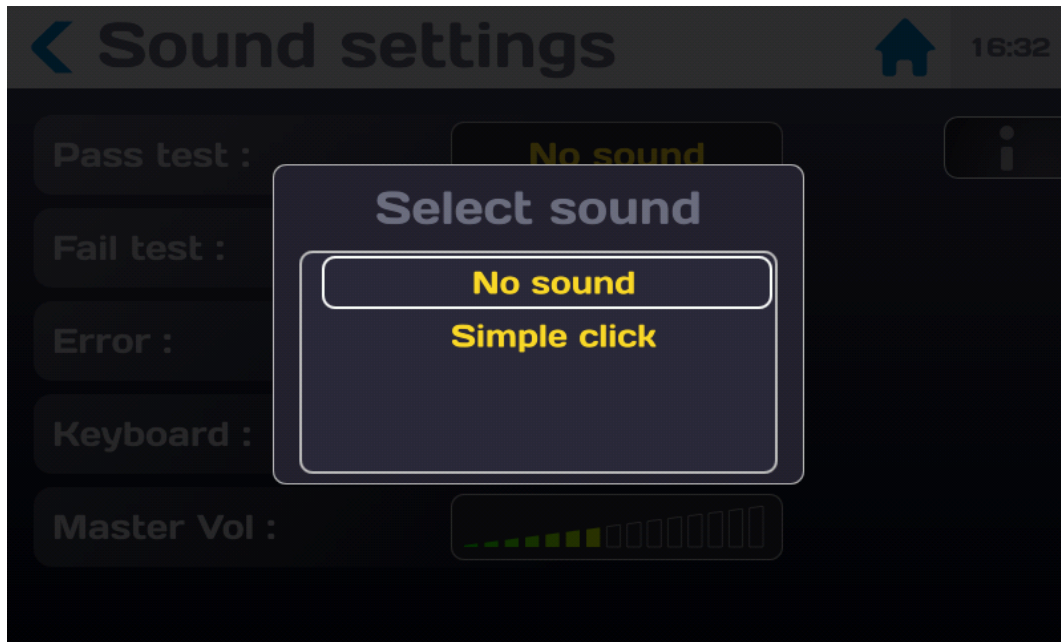 Sound settings
16:32
Pass test :
No sound
Select sound
Fail test :
No sound
Error :
Simple click
Keyboard :
Master Vol :